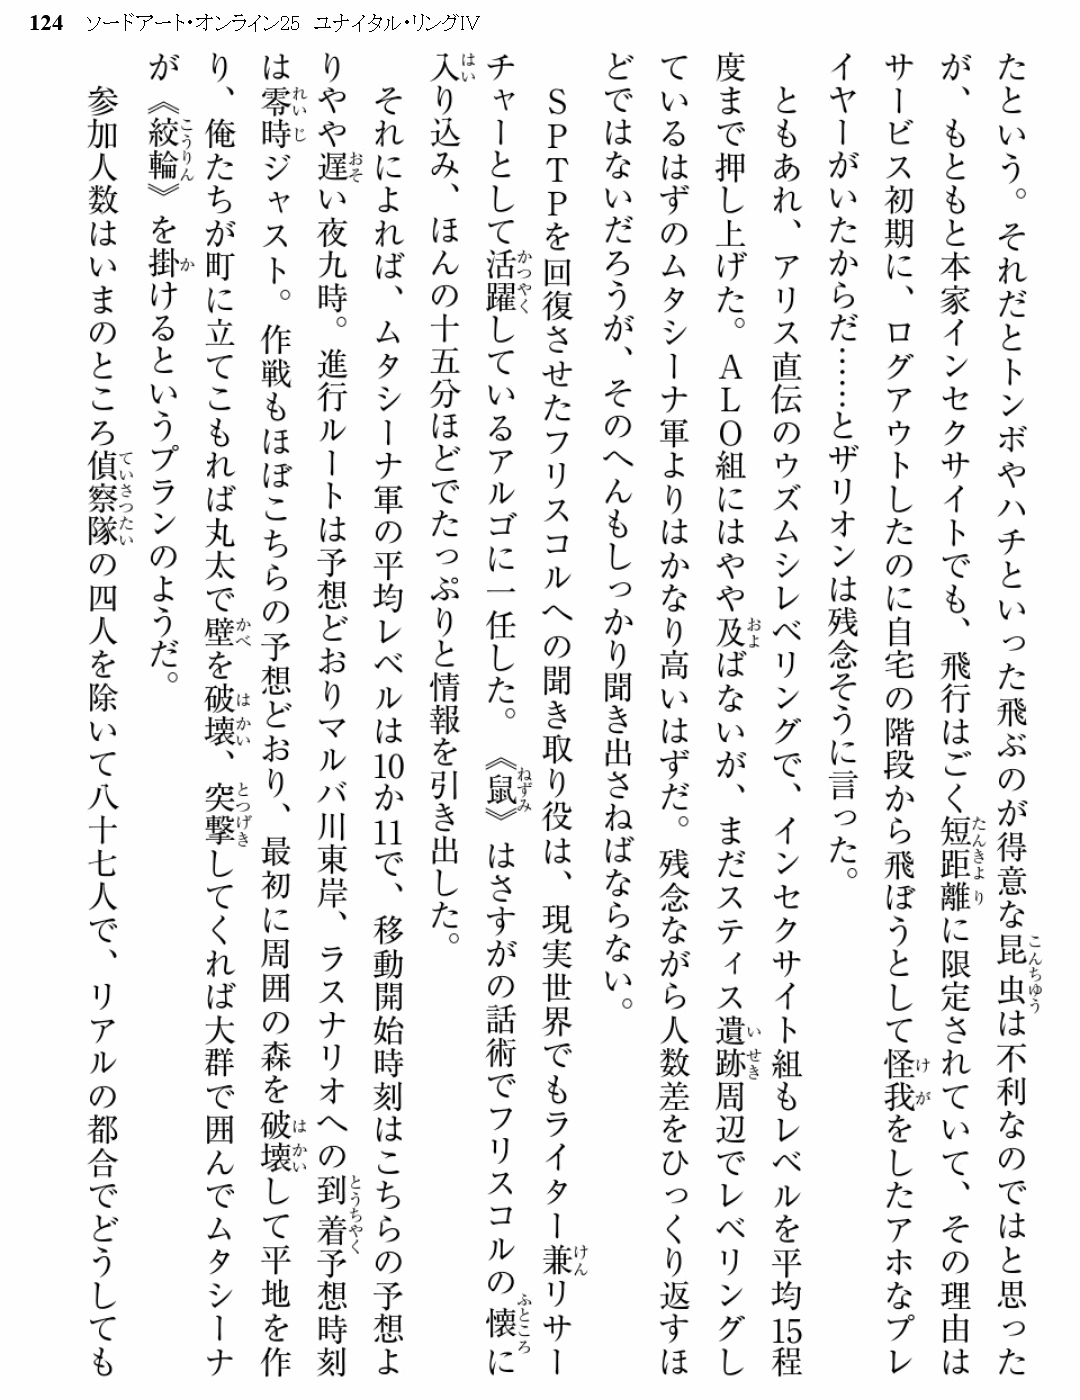 124 ソードアート・オンライン25 ユナイタル・リングⅣ
たという。それだとトンボやハチといった飛ぶのが得意な昆虫は不利なのではと思った
が、もともと本家インセクサイトでも、飛行はごく短距離に限定されていて、その理由は
サービス初期に、ログアウトしたのに自宅の階段から飛ぼうとして怪我をしたアホなプレ
イヤーがいたからだ……とザリオンは残念そうに言った。
ともあれ、アリス直伝のウズムシレベリングで、インセクサイト組もレベルを平均15程
度まで押し上げた。ＡＬＯ組にはやや及ばないが、まだスティス遺跡周辺でレベリングし
ているはずのムタシーナ軍よりはかなり高いはずだ。残念ながら人数差をひっくり返すほ
どではないだろうが、そのへんもしっかり聞き出さねばならない。
ＳＰＴＰを回復させたフリスコルへの聞き取り役は、現実世界でもライター兼リサー
チャーとして活躍しているアルゴに一任した。《鼠》はさすがの話術でフリスコルの懐に
入り込み、ほんの十五分ほどでたっぷりと情報を引き出した。
それによれば、ムタシーナ軍の平均レベルは10か11で、移動開始時刻はこちらの予想よ
りやや遅い夜九時。進行ルートは予想どおりマルバ川東岸、ラスナリオへの到着予想時刻
は零時ジャスト。作戦もほぼこちらの予想どおり、最初に周囲の森を破壊して平地を作
り、俺たちが町に立てこもれば丸太で壁を破壊、突撃してくれば大群で囲んでムタシーナ
が《絞輪》を掛けるというプランのようだ。
参加人数はいまのところ偵察隊の四人を除いて八十七人で、リアルの都合でどうしても